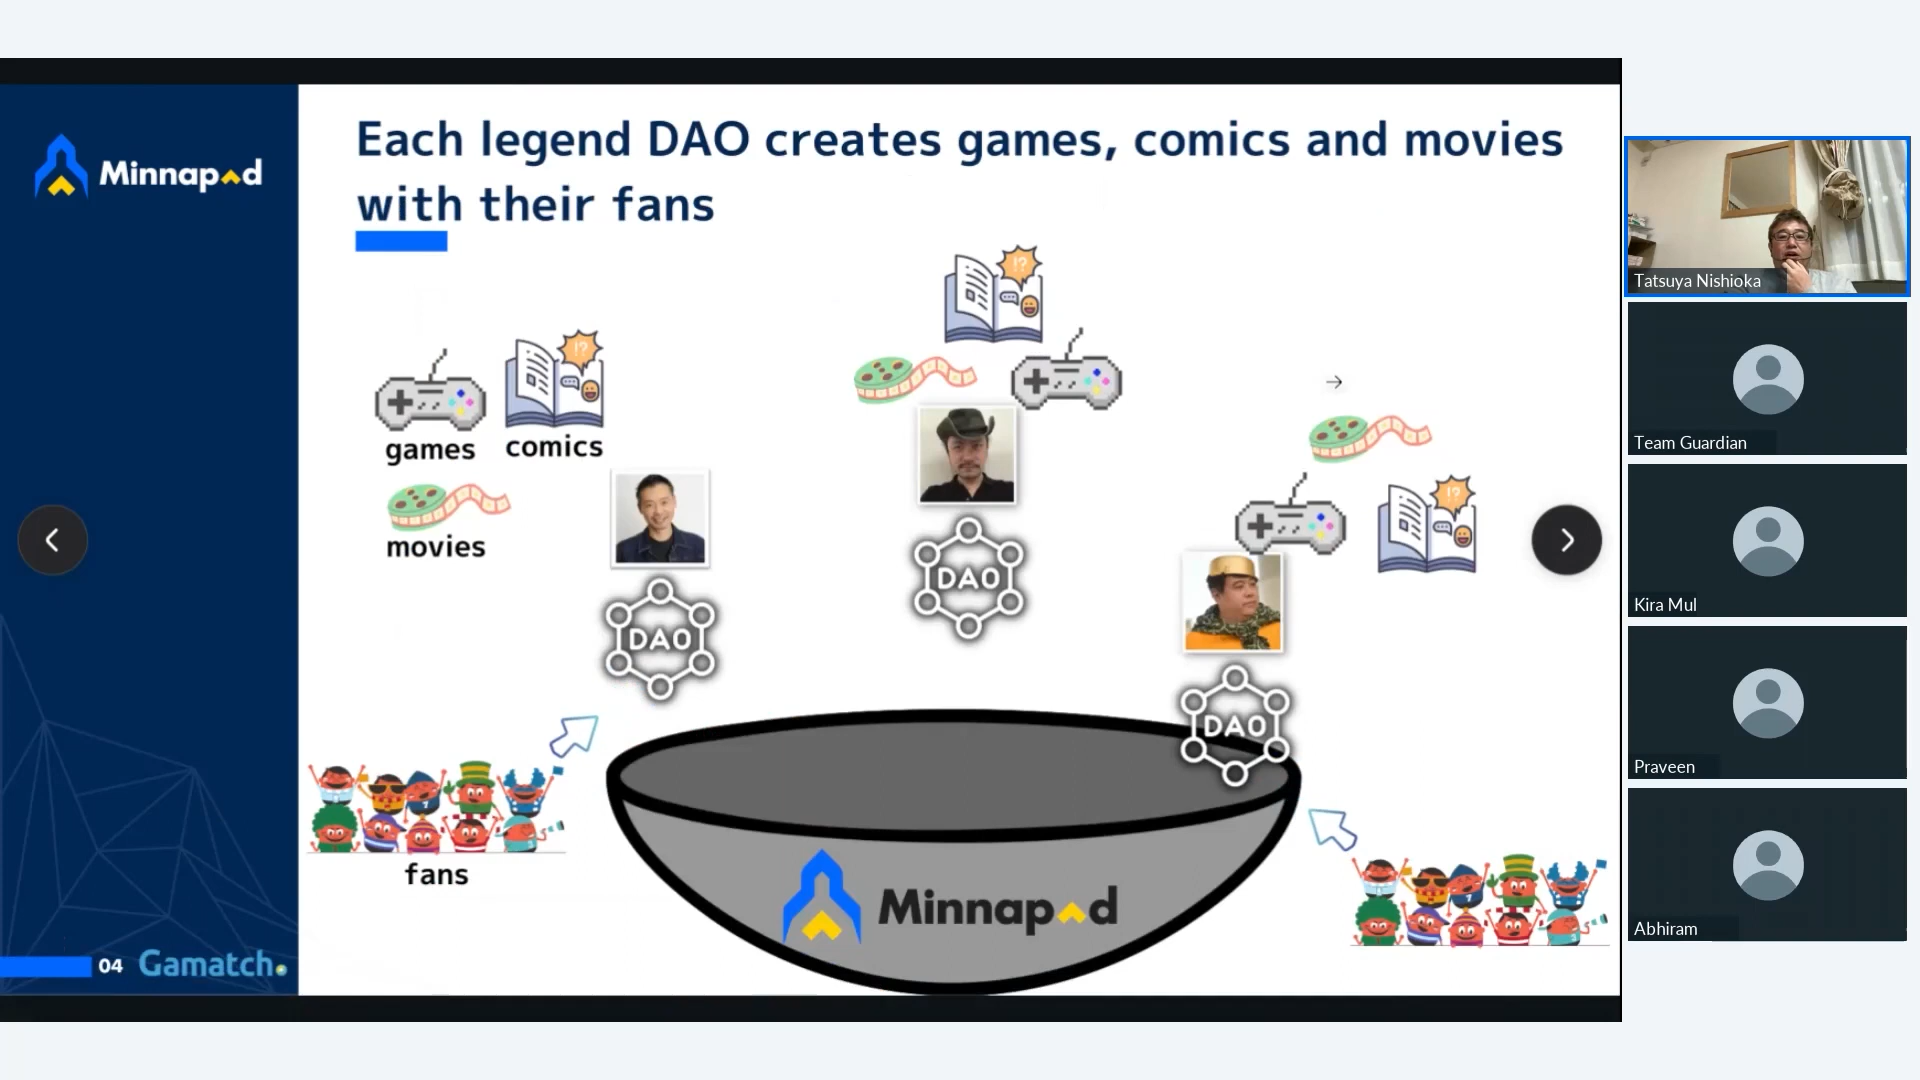 Minnapad
Each legend DAO creates games, comics and movies
with their fans
games
comics
movies
!?
!?
!?
DAO
DAO
DAO
fans
Minnapad
04
Gamatch.
Tatsuya Nishioka
Team Guardian
Kira Mul
Praveen
Abhiram